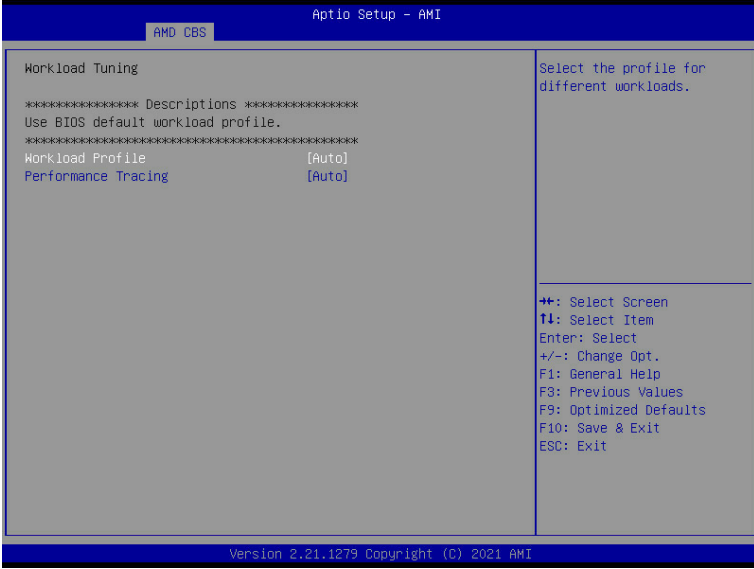 Aptio Setup – AMI
AMD CBS
Workload Tuning
**************** Descriptions ****************
Use BIOS default workload profile.
***********************************************
Workload Profile [Auto]
Performance Tracing [Auto]
Select the profile for
different workloads.
→←: Select Screen
↑↓: Select Item
Enter: Select
+/-: Change Opt.
F1: General Help
F3: Previous Values
F9: Optimized Defaults
F10: Save & Exit
ESC: Exit
Version 2.21.1279 Copyright (C) 2021 AMI